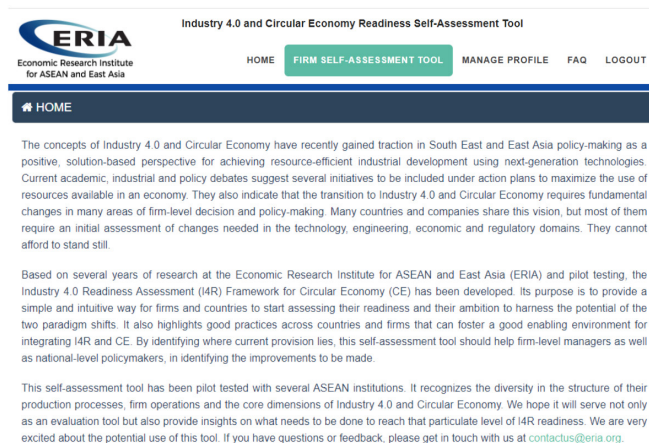 Industry 4.0 and Circular Economy Readiness Self-Assessment Tool
ERIA
Economic Research Institute
for ASEAN and East Asia
HOME FIRM SELF-ASSESSMENT TOOL MANAGE PROFILE FAQ LOGOUT
HOME
The concepts of Industry 4.0 and Circular Economy have recently gained traction in South East and East Asia policy-making as a
positive, solution-based perspective for achieving resource-efficient industrial development using next-generation technologies.
Current academic, industrial and policy debates suggest several initiatives to be included under action plans to maximize the use of
resources available in an economy. They also indicate that the transition to Industry 4.0 and Circular Economy requires fundamental
changes in many areas of firm-level decision and policy-making. Many countries and companies share this vision, but most of them
require an initial assessment of changes needed in the technology, engineering, economic and regulatory domains. They cannot
afford to stand still.
Based on several years of research at the Economic Research Institute for ASEAN and East Asia (ERIA) and pilot testing, the
Industry 4.0 Readiness Assessment (I4R) Framework for Circular Economy (CE) has been developed. Its purpose is to provide a
simple and intuitive way for firms and countries to start assessing their readiness and their ambition to harness the potential of the
two paradigm shifts. It also highlights good practices across countries and firms that can foster a good enabling environment for
integrating I4R and CE. By identifying where current provision lies, this self-assessment tool should help firm-level managers as well
as national-level policymakers, in identifying the improvements to be made.
This self-assessment tool has been pilot tested with several ASEAN institutions. It recognizes the diversity in the structure of their
production processes, firm operations and the core dimensions of Industry 4.0 and Circular Economy. We hope it will serve not only
as an evaluation tool but also provide insights on what needs to be done to reach that particulate level of I4R readiness. We are very
excited about the potential use of this tool. If you have questions or feedback, please get in touch with us at contactus@eria.org.